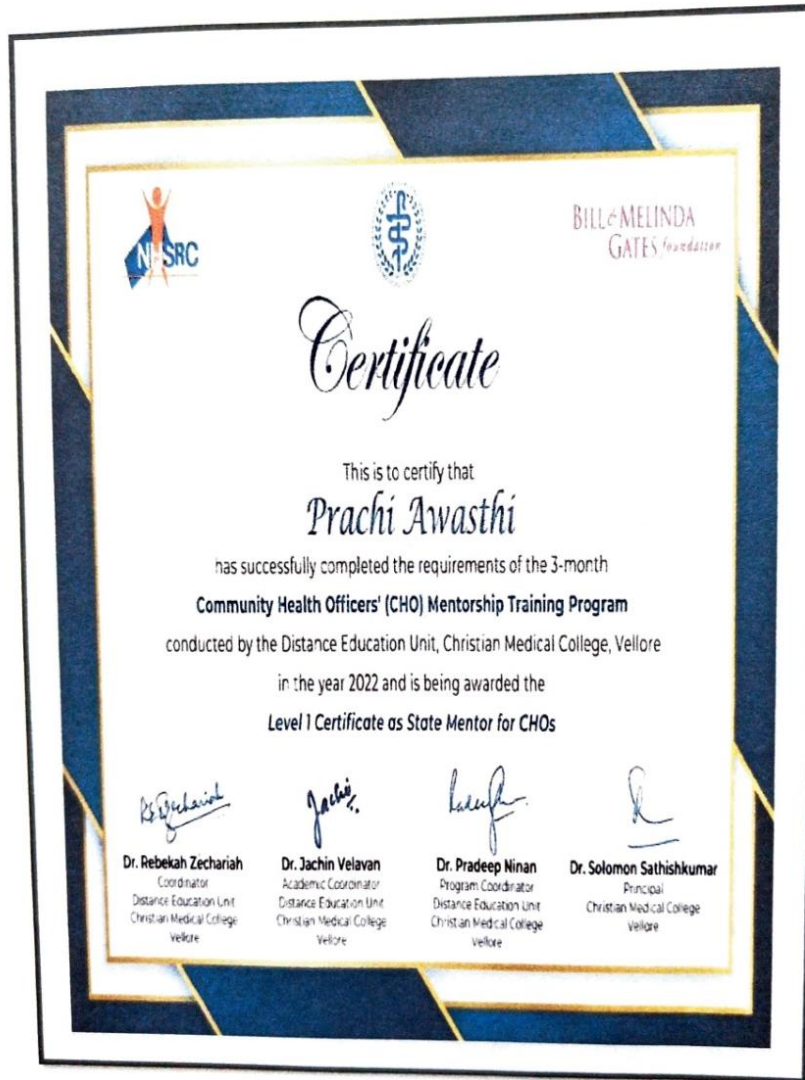 NHSRC
BILL & MELINDA
GATES foundation
Certificate
This is to certify that
Prachi Awasthi
has successfully completed the requirements of the 3-month
Community Health Officers' (CHO) Mentorship Training Program
conducted by the Distance Education Unit, Christian Medical College, Vellore
in the year 2022 and is being awarded the
Level 1 Certificate as State Mentor for CHOs
Dr. Rebekah Zechariah
Coordinator
Distance Education Unit
Christian Medical College
Vellore
Dr. Jachin Velavan
Academic Coordinator
Distance Education Unit
Christian Medical College
Vellore
Dr. Pradeep Ninan
Program Coordinator
Distance Education Unit
Christian Medical College
Vellore
Dr. Solomon Sathishkumar
Principal
Christian Medical College
Vellore